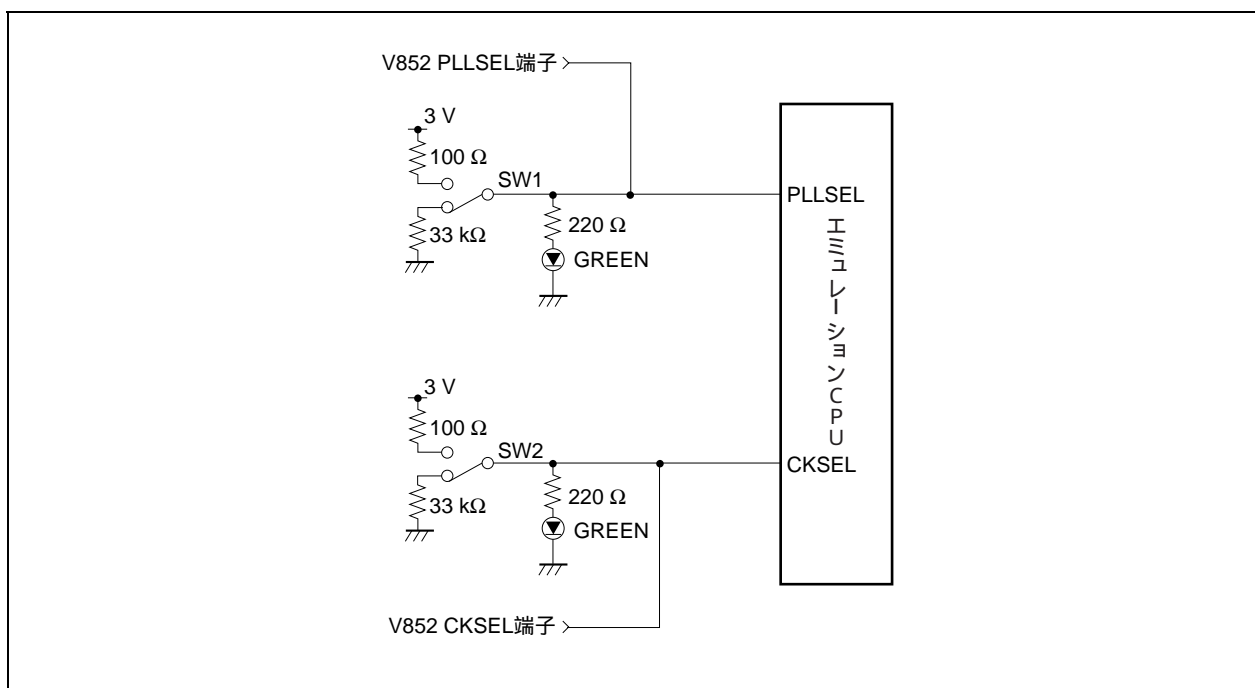 V852 PLLSEL端子
3 V
100 Ω
SW1
33 kΩ
220 Ω
GREEN
PLLSEL
エミュレーションCPU
3 V
100 Ω
SW2
33 kΩ
220 Ω
GREEN
CKSEL
V852 CKSEL端子